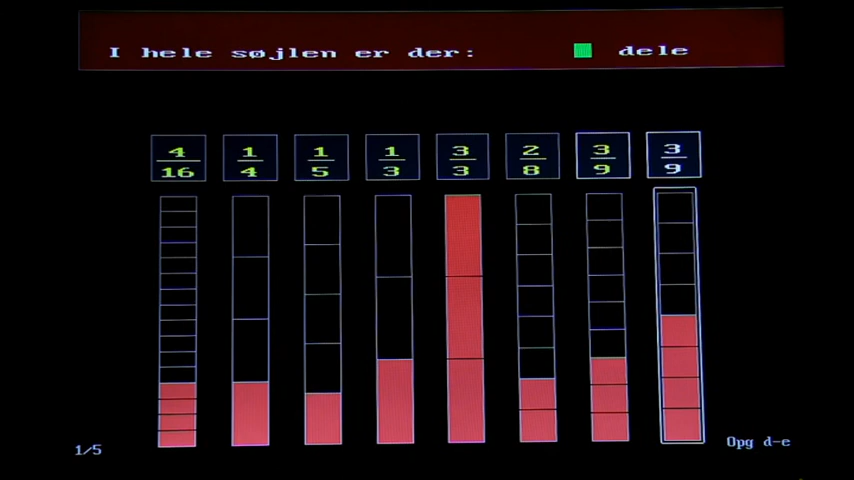 I hele søjlen er der: dele
4/16 1/4 1/5 1/3 3/3 2/8 3/9 3/9
1/5 Opg d-e